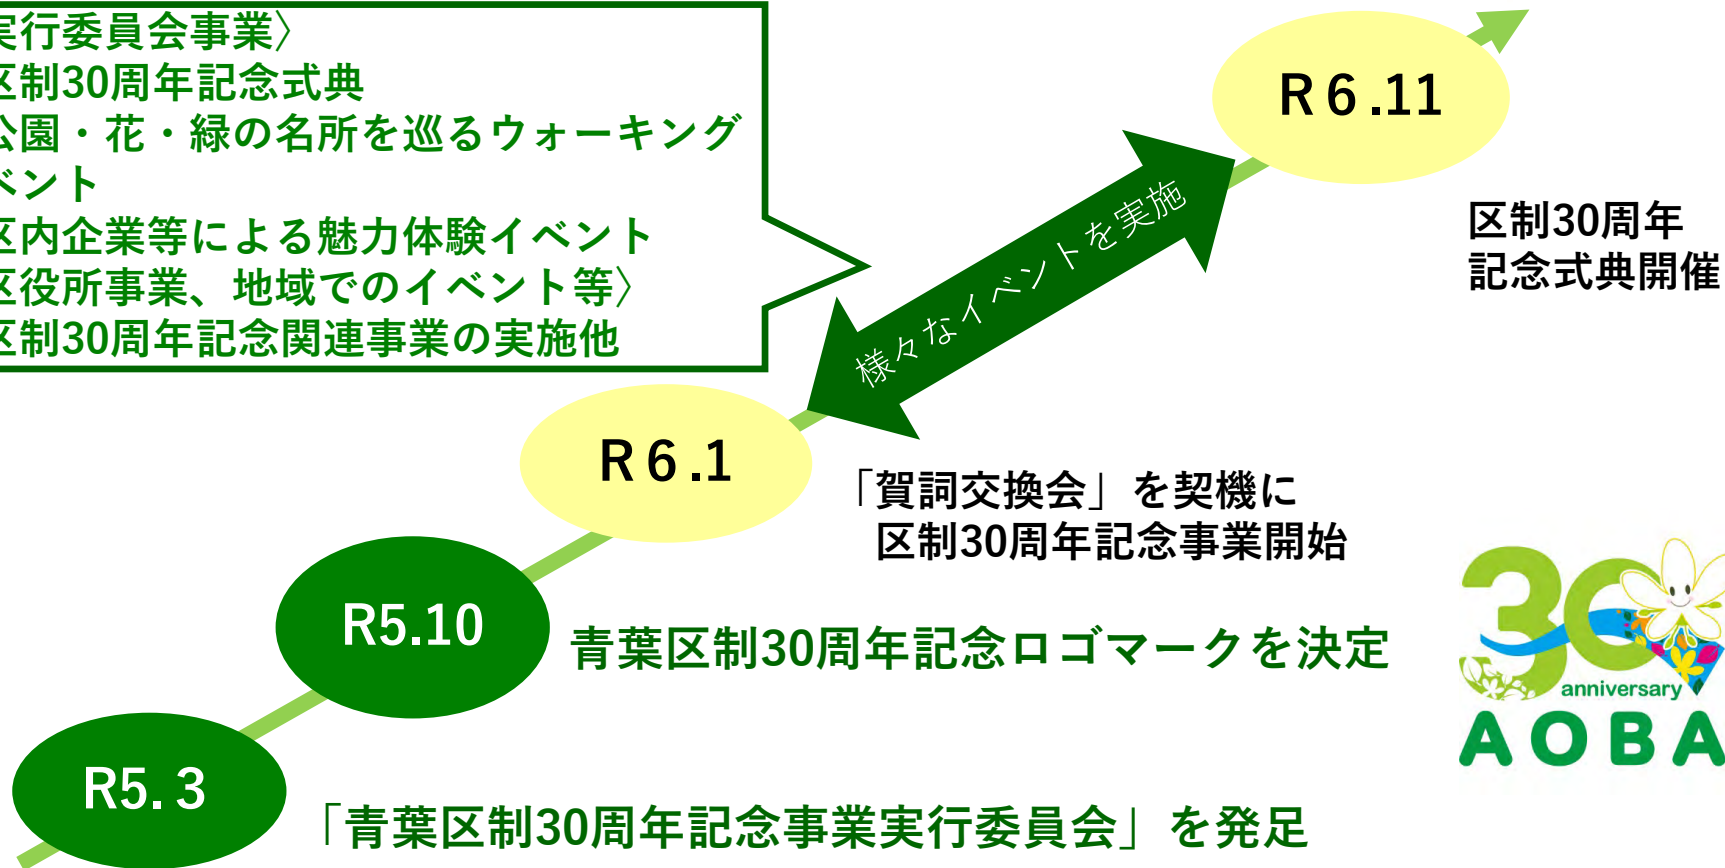 実行委員会事業〉
区制30周年記念式典
公園・花・緑の名所を巡るウォーキング
ベント
区内企業等による魅力体験イベント
区役所事業、地域でのイベント等〉
区制30周年記念関連事業の実施他
R6.11
区制30周年
記念式典開催
様々なイベントを実施
R6.1
「賀詞交換会」を契機に
区制30周年記念事業開始
R5.10
青葉区制30周年記念ロゴマークを決定
30
anniversary
AOBA
R5.3
「青葉区制30周年記念事業実行委員会」を発足